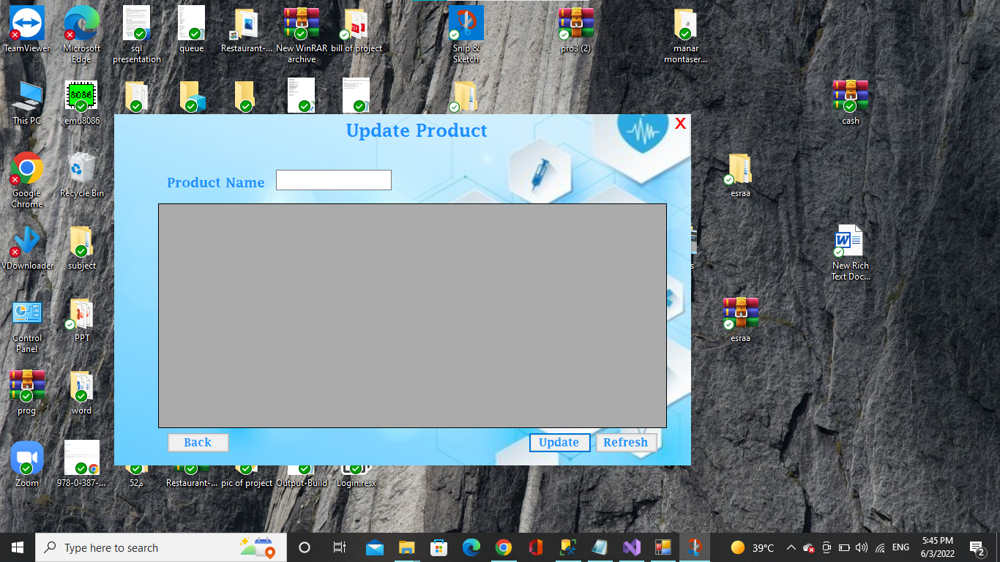 TeamViewer
Microsoft
Edge
sql
presentation
queue
Restaurant-...
New WinRAR
archive
bill of project
Snip &
Sketch
pro3 (2)
manar
montaser...
This PC
8086
emu8086
cash
Update Product
X
Product Name
Google
Chrome
Recycle Bin
esraa
VDownloader
subject
s
W
New Rich
Text Doc...
Control
Panel
PPT
esraa
prog
word
Back
Update
Refresh
Zoom
978-0-387-...
52م
Restaurant-...
pic of project
Output-Build
Login.resx
Type here to search
39°C
ENG
5:45 PM
6/3/2022
2